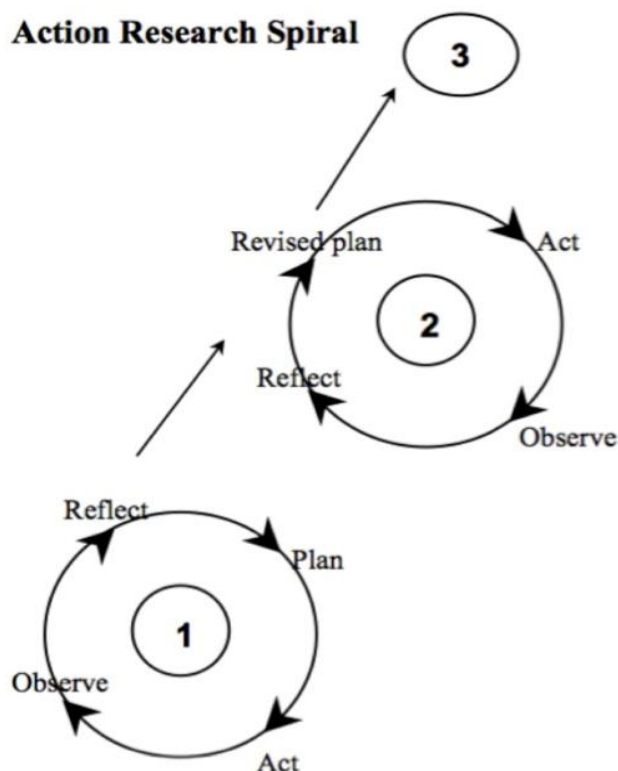 Action Research Spiral
3
Revised plan
Act
2
Reflect
Observe
Reflect
Plan
1
Observe
Act